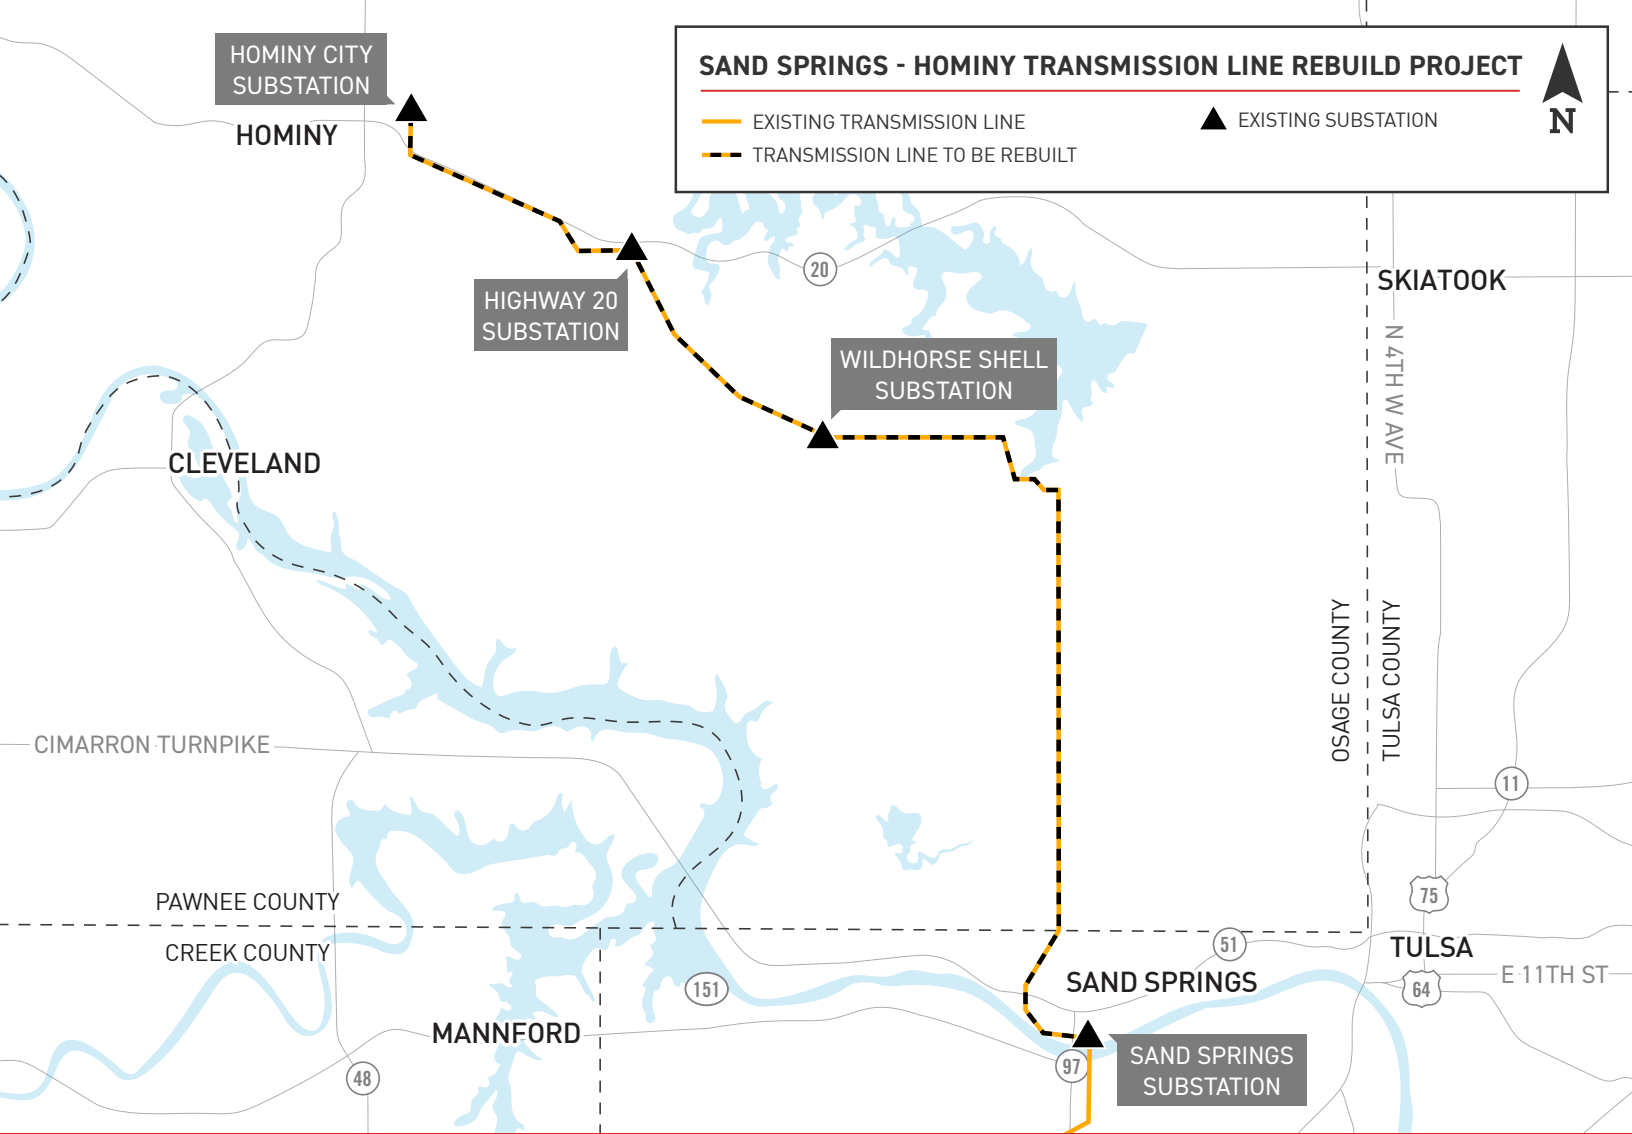 HOMINY CITY
SUBSTATION
HOMINY
SAND SPRINGS - HOMINY TRANSMISSION LINE REBUILD PROJECT
EXISTING TRANSMISSION LINE
TRANSMISSION LINE TO BE REBUILT
EXISTING SUBSTATION
N
20
SKIATOOK
HIGHWAY 20
SUBSTATION
WILDHORSE SHELL
SUBSTATION
N 4TH W AVE
CLEVELAND
OSAGE COUNTY
TULSA COUNTY
CIMARRON TURNPIKE
11
75
PAWNEE COUNTY
CREEK COUNTY
51
TULSA
SAND SPRINGS
E 11TH ST
64
151
MANNFORD
97
SAND SPRINGS
SUBSTATION
48